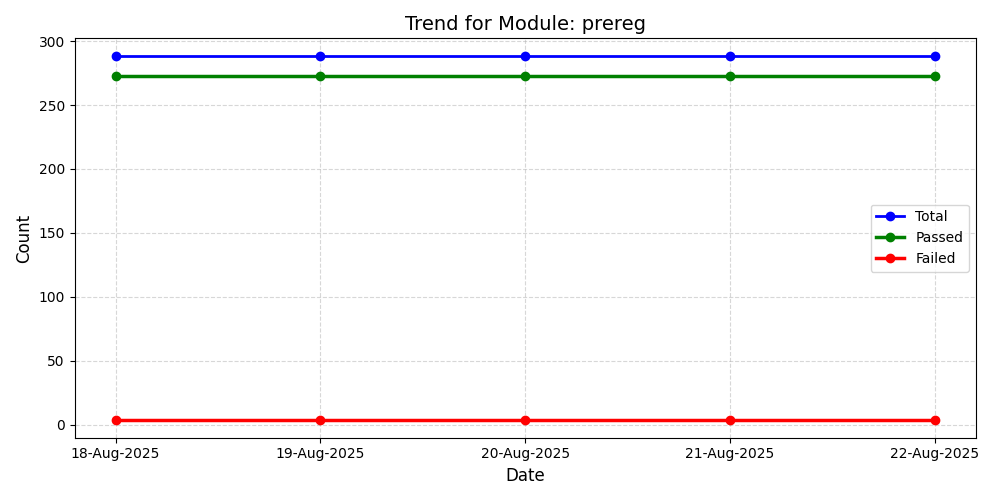 Trend for Module: prereg
300
250
200
150
100
50
0
Count
Total
Passed
Failed
18-Aug-2025
19-Aug-2025
20-Aug-2025
21-Aug-2025
22-Aug-2025
Date